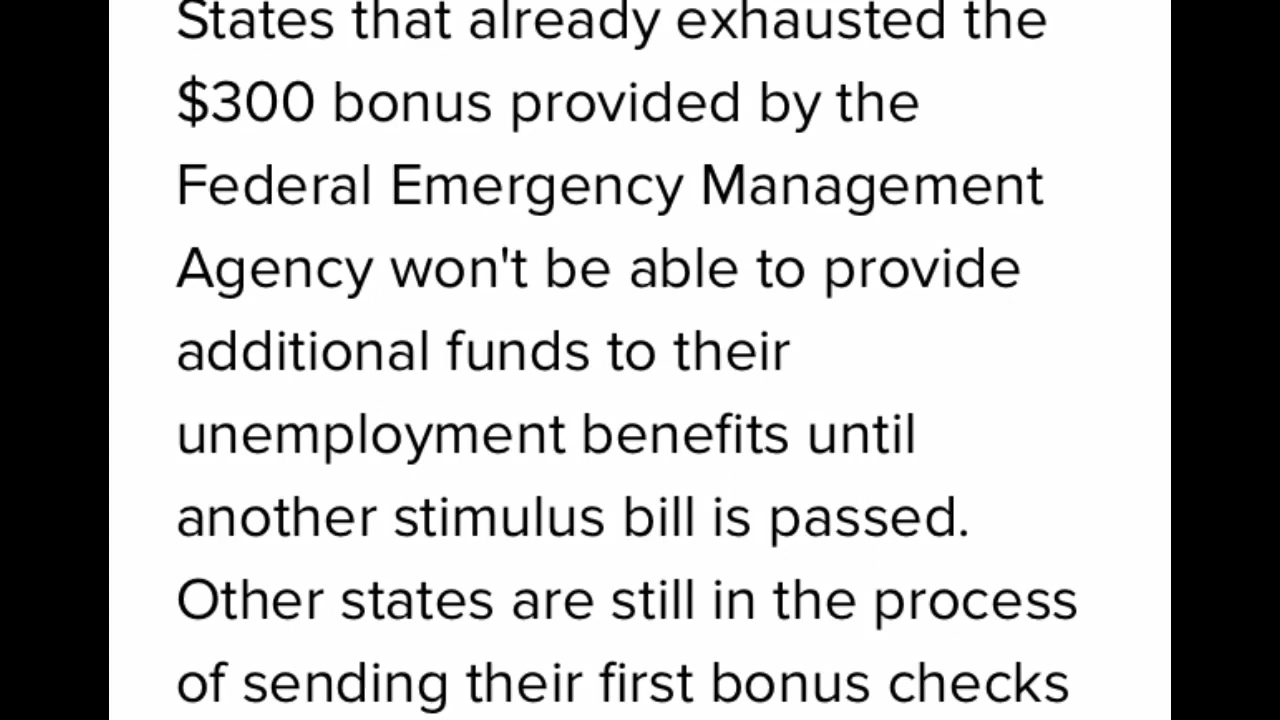 States that already exhausted the
$300 bonus provided by the
Federal Emergency Management
Agency won't be able to provide
additional funds to their
unemployment benefits until
another stimulus bill is passed.
Other states are still in the process
of sending their first bonus checks